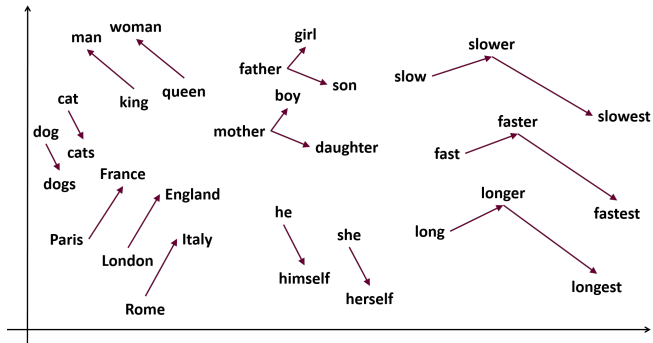 man
woman
king
queen
cat
cats
dog
dogs
France
England
Italy
Paris
London
Rome
girl
father
son
boy
mother
daughter
he
himself
she
herself
slow
slower
slowest
fast
faster
fastest
long
longer
longest